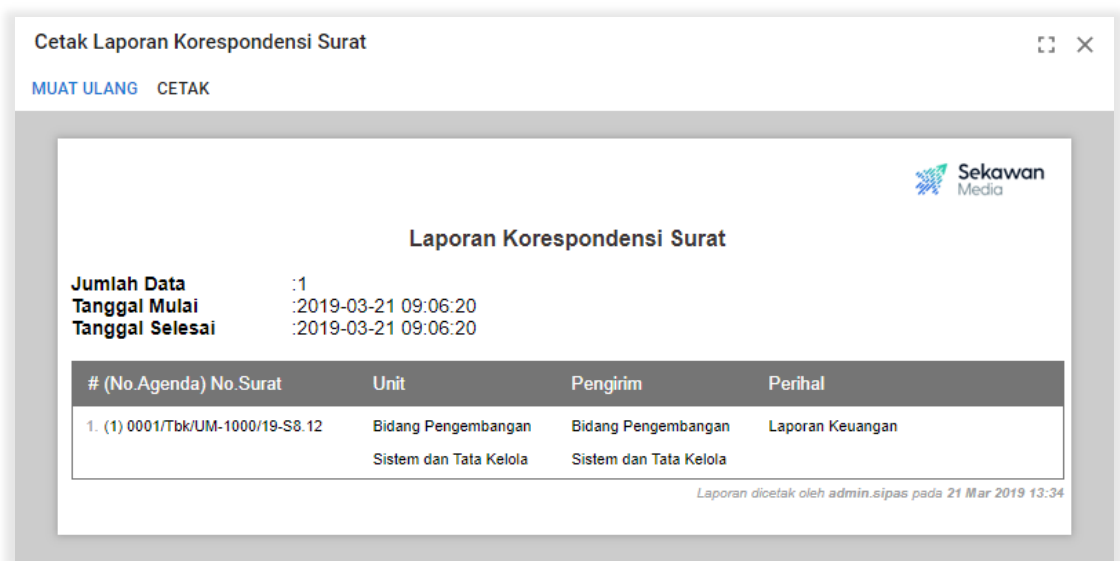 Cetak Laporan Korespondensi Surat
MUAT ULANG CETAK
Sekawan
Media
Laporan Korespondensi Surat
Jumlah Data :1
Tanggal Mulai :2019-03-21 09:06:20
Tanggal Selesai :2019-03-21 09:06:20
# (No.Agenda) No.Surat Unit Pengirim Perihal
1. (1) 0001/Tbk/UM-1000/19-S8.12 Bidang Pengembangan Bidang Pengembangan Laporan Keuangan
Sistem dan Tata Kelola Sistem dan Tata Kelola
Laporan dicetak oleh admin.sipas pada 21 Mar 2019 13:34